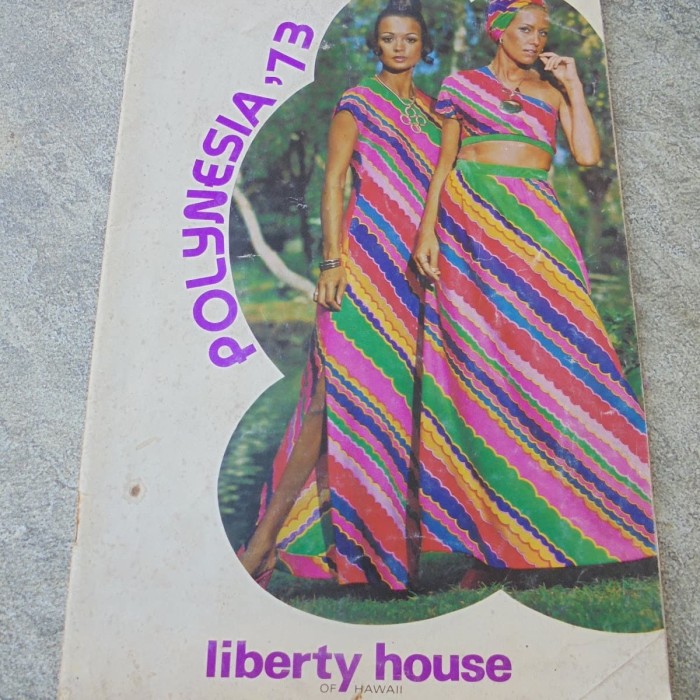 POLYNESIA '73
liberty house
OF HAWAII